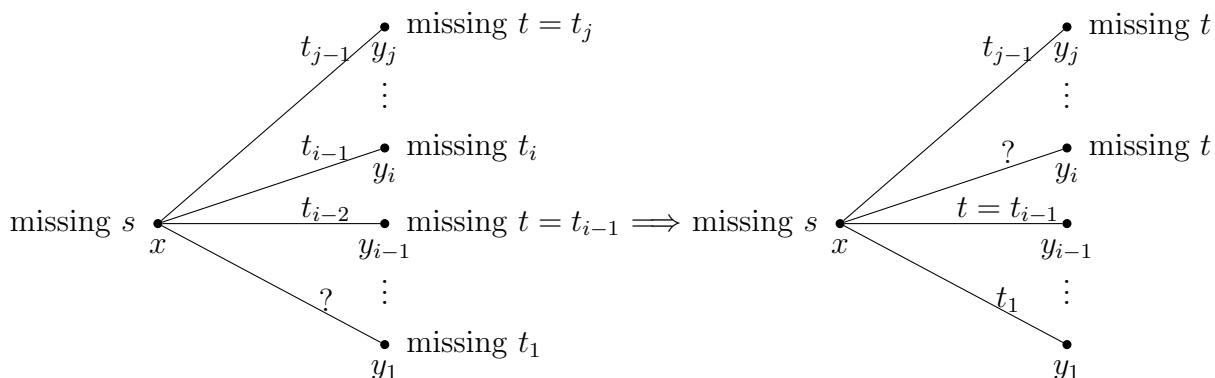 missing t = t_j
t_{j−1}
y_j
⋮
t_{i−1}
missing t_i
y_i
missing s
x
t_{i−2}
missing t = t_{i−1}
y_{i−1}
⋮
?
missing t_1
y_1
⟹
missing t
t_{j−1}
y_j
⋮
?
missing t
y_i
missing s
x
t = t_{i−1}
y_{i−1}
⋮
t_1
y_1